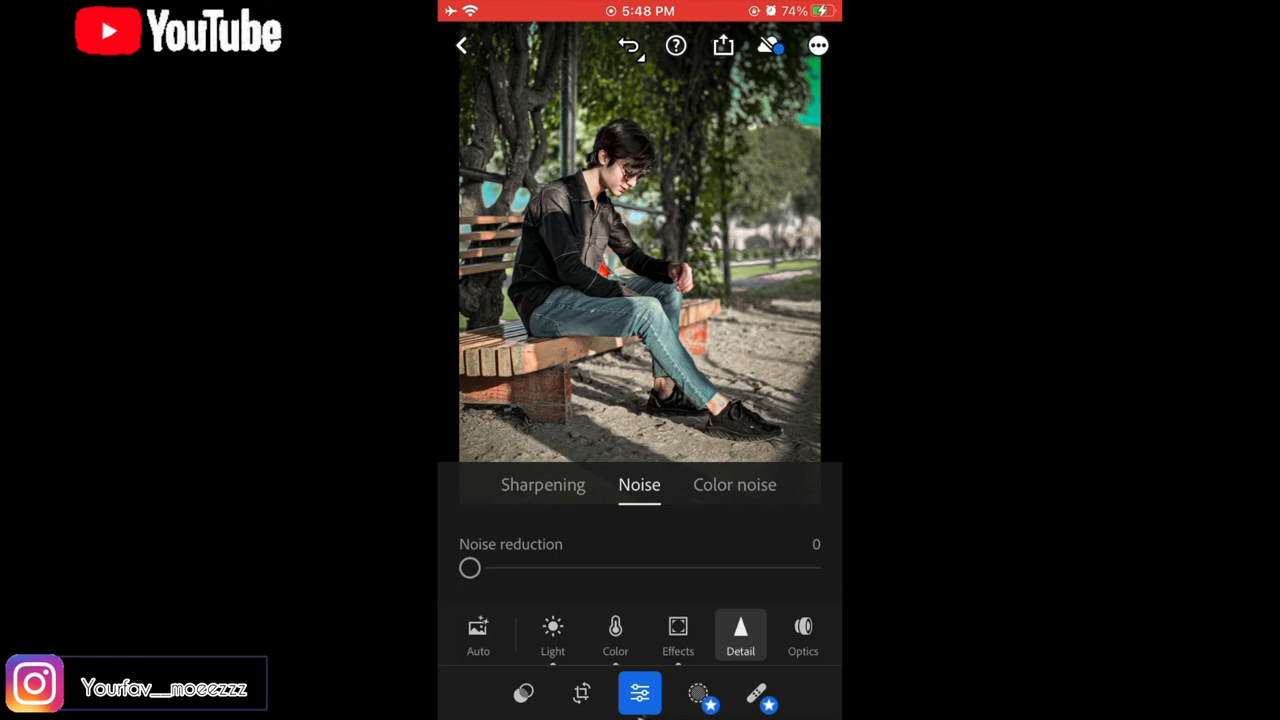 YouTube
5:48 PM
74%
Sharpening Noise Color noise
Noise reduction 0
Auto Light Color Effects Detail Optics
Yourfav__moeezzz